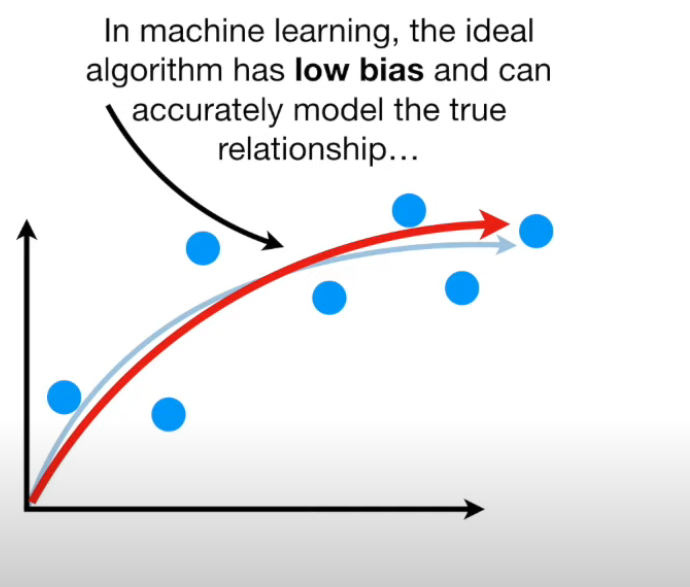 In machine learning, the ideal
algorithm has low bias and can
accurately model the true
relationship…